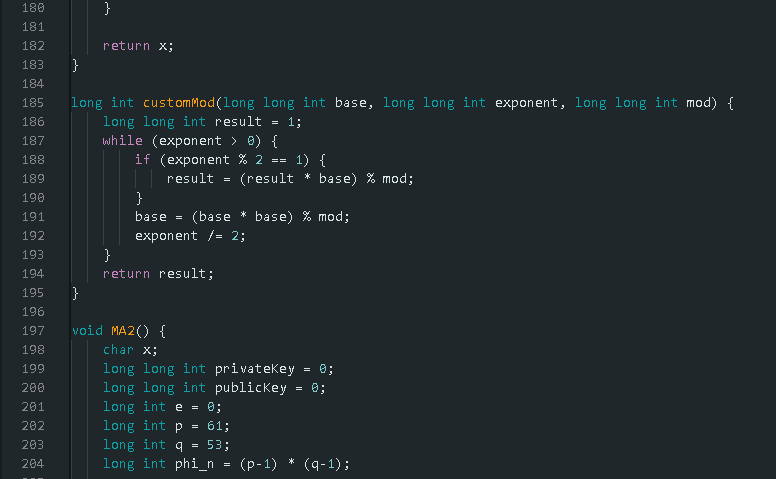 180 }
181
182 return x;
183 }
184
185 long int customMod(long long int base, long long int exponent, long long int mod) {
186 long long int result = 1;
187 while (exponent > 0) {
188 if (exponent % 2 == 1) {
189 result = (result * base) % mod;
190 }
191 base = (base * base) % mod;
192 exponent /= 2;
193 }
194 return result;
195 }
196
197 void MA2() {
198 char x;
199 long long int privateKey = 0;
200 long long int publicKey = 0;
201 long int e = 0;
202 long int p = 61;
203 long int q = 53;
204 long int phi_n = (p-1) * (q-1);